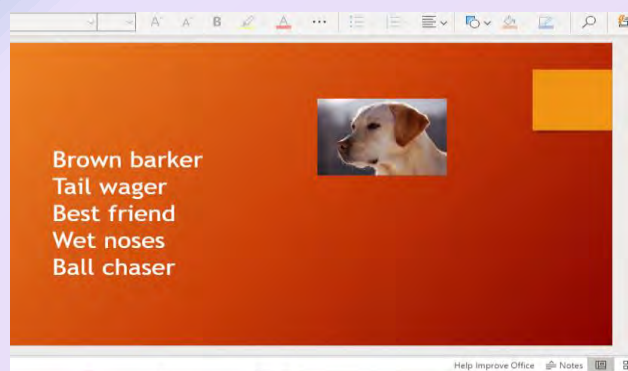 A A B A ...
Brown barker
Tail wager
Best friend
Wet noses
Ball chaser
Help Improve Office Notes